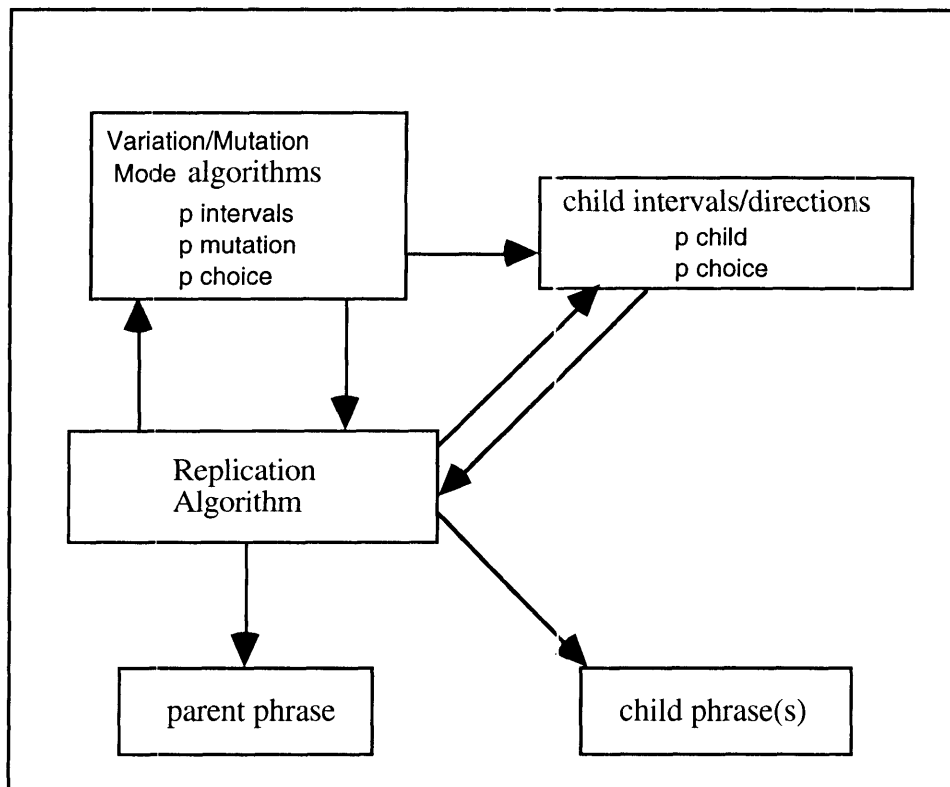 Variation/Mutation
Mode algorithms
p intervals
p mutation
p choice
child intervals/directions
p child
p choice
Replication
Algorithm
parent phrase
child phrase(s)